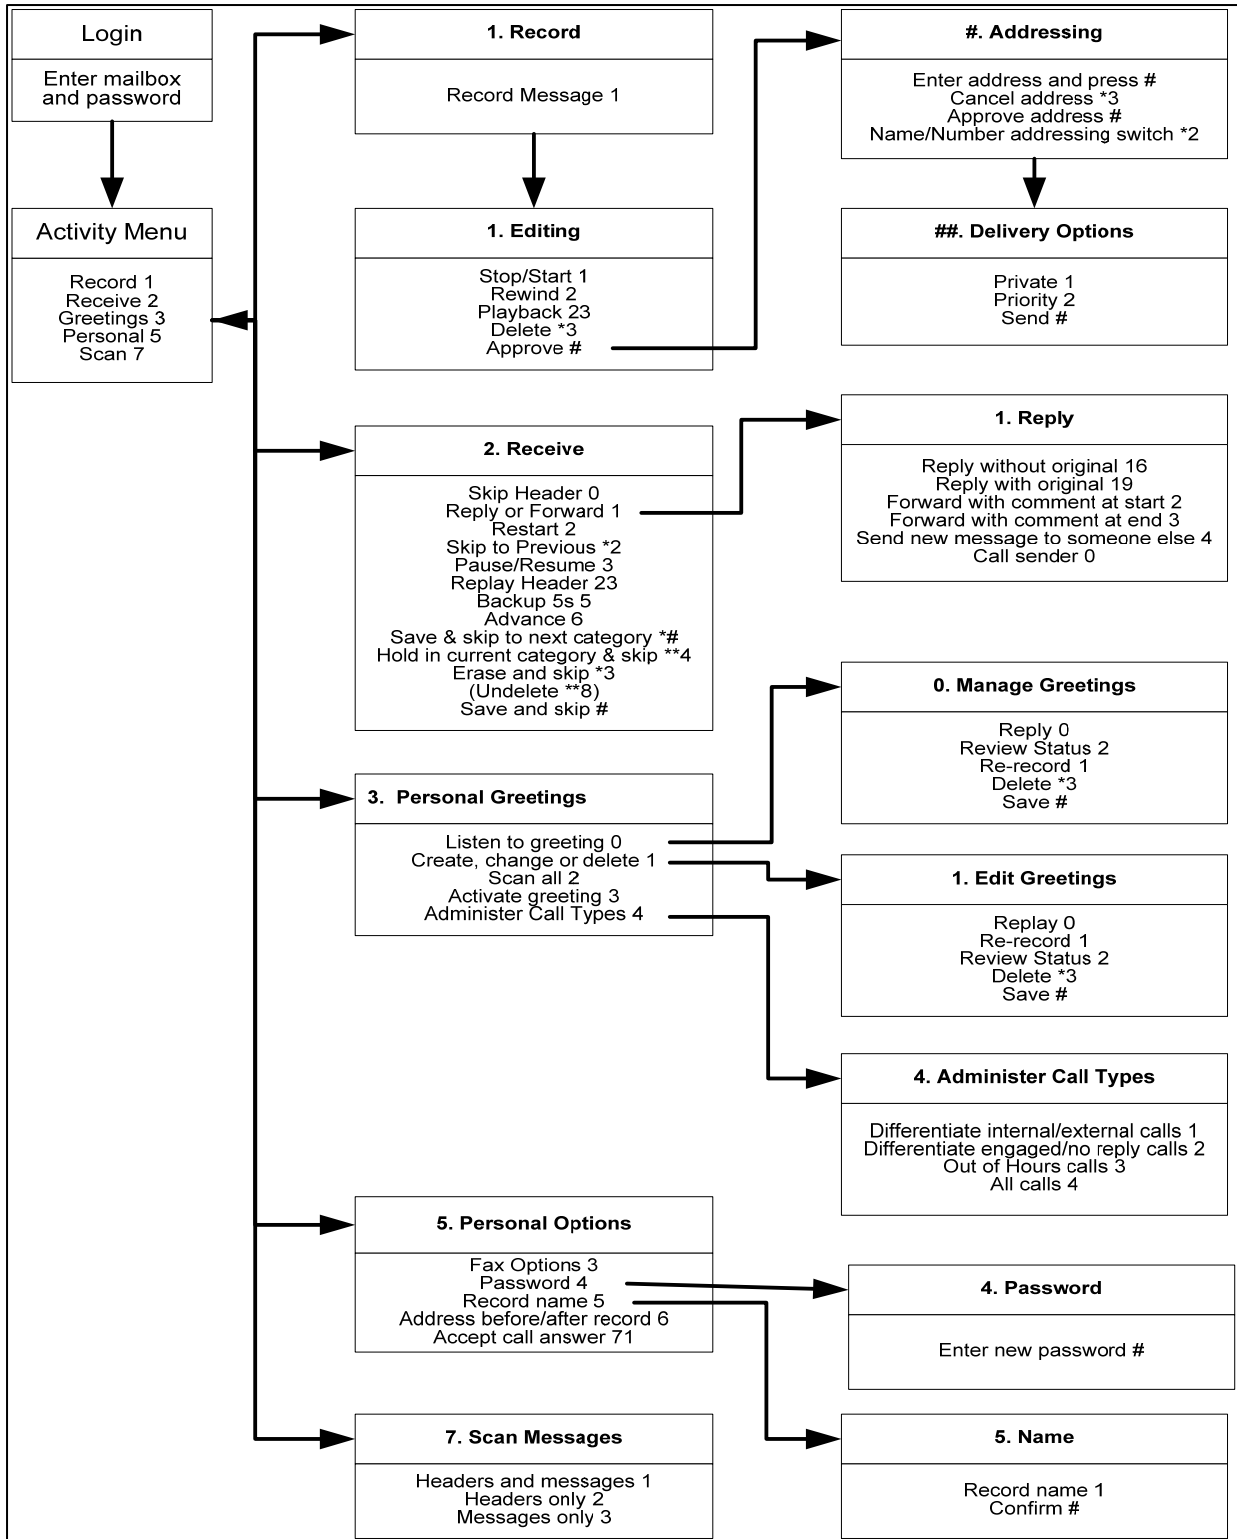 Login
Enter mailbox
and password
Activity Menu
Record 1
Receive 2
Greetings 3
Personal 5
Scan 7
1. Record
Record Message 1
1. Editing
Stop/Start 1
Rewind 2
Playback 23
Delete *3
Approve #
#. Addressing
Enter address and press #
Cancel address *3
Approve address #
Name/Number addressing switch *2
##. Delivery Options
Private 1
Priority 2
Send #
2. Receive
Skip Header 0
Reply or Forward 1
Restart 2
Skip to Previous *2
Pause/Resume 3
Replay Header 23
Backup 5s 5
Advance 6
Save & skip to next category *#
Hold in current category & skip **4
Erase and skip *3
(Undelete **8)
Save and skip #
1. Reply
Reply without original 16
Reply with original 19
Forward with comment at start 2
Forward with comment at end 3
Send new message to someone else 4
Call sender 0
3. Personal Greetings
Listen to greeting 0
Create, change or delete 1
Scan all 2
Activate greeting 3
Administer Call Types 4
0. Manage Greetings
Reply 0
Review Status 2
Re-record 1
Delete *3
Save #
1. Edit Greetings
Replay 0
Re-record 1
Review Status 2
Delete *3
Save #
4. Administer Call Types
Differentiate internal/external calls 1
Differentiate engaged/no reply calls 2
Out of Hours calls 3
All calls 4
5. Personal Options
Fax Options 3
Password 4
Record name 5
Address before/after record 6
Accept call answer 71
4. Password
Enter new password #
7. Scan Messages
Headers and messages 1
Headers only 2
Messages only 3
5. Name
Record name 1
Confirm #